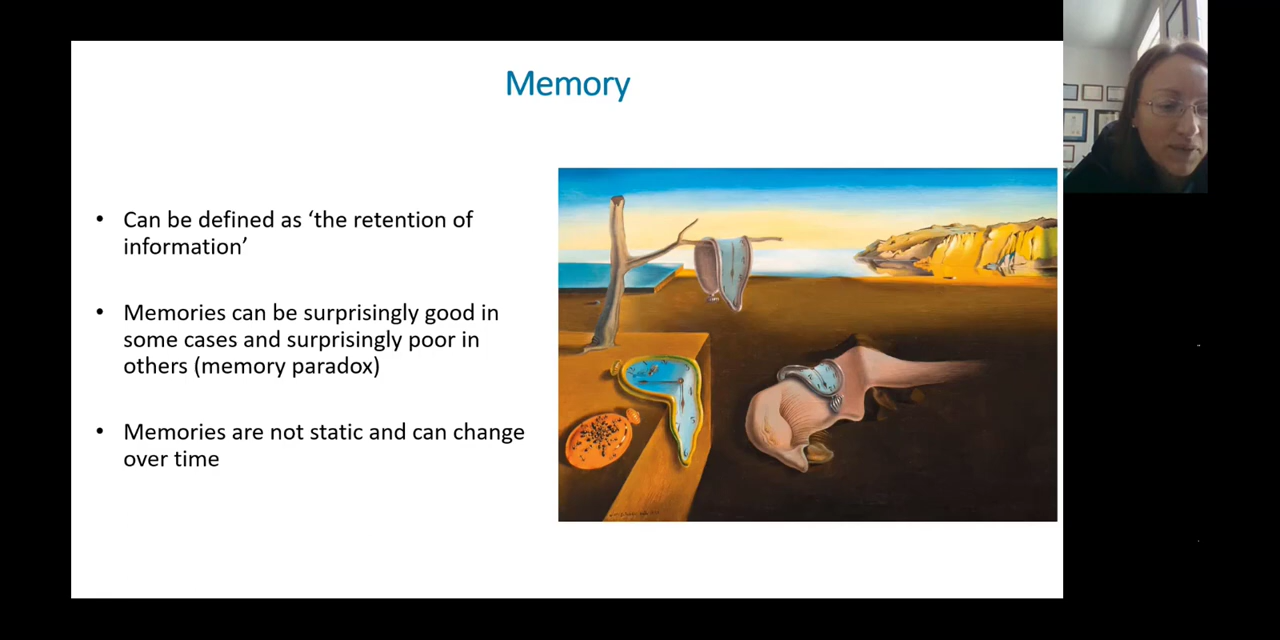 Memory
• Can be defined as ‘the retention of
information’
• Memories can be surprisingly good in
some cases and surprisingly poor in
others (memory paradox)
• Memories are not static and can change
over time